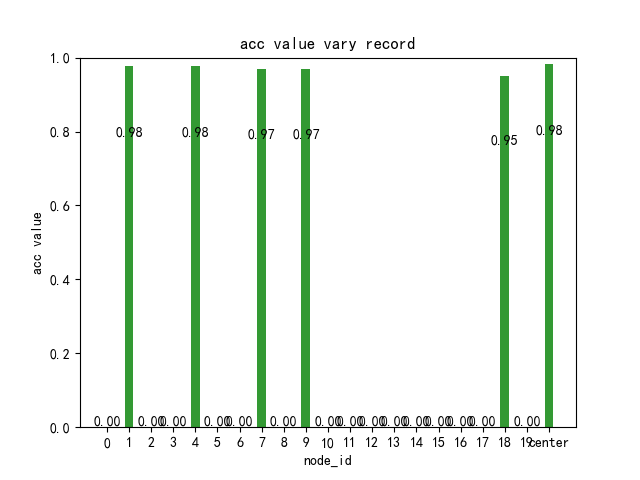 acc value vary record
1.0
0.8
0.6
0.4
0.2
0.0
acc value
0.98 0.98 0.97 0.97 0.95 0.98
0.00 0.00 0.00 0.00 0.00 0.00 0.00 0.00 0.00 0.00 0.00 0.00 0.00 0.00 0.00
0 1 2 3 4 5 6 7 8 9 10 11 12 13 14 15 16 17 18 19 center
node_id